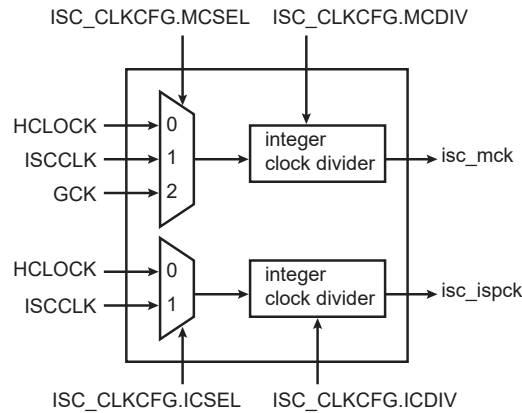 ISC_CLKCFG.MCSEL
ISC_CLKCFG.MCDIV
HCLOCK
0
ISCCLK
1
GCK
2
integer
clock divider
isc_mck
HCLOCK
0
ISCCLK
1
integer
clock divider
isc_ispck
ISC_CLKCFG.ICSEL
ISC_CLKCFG.ICDIV